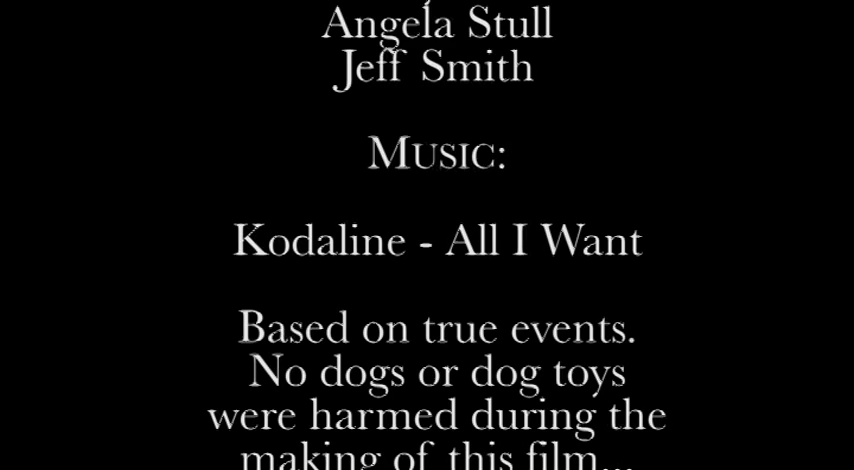 Angela Stull
Jeff Smith
MUSIC:
Kodaline - All I Want
Based on true events.
No dogs or dog toys
were harmed during the
making of this film...